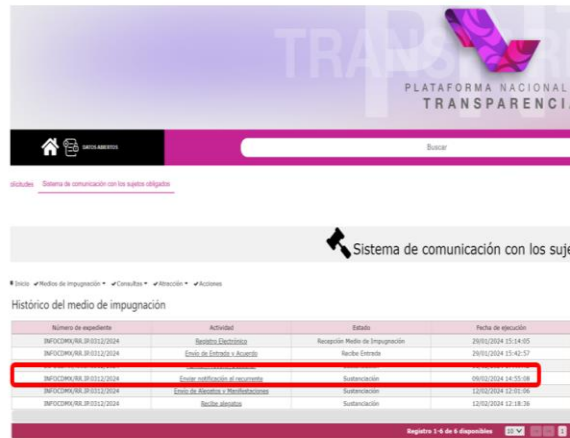 TRANSPARE
PNT
PLATAFORMA NACIONAL
TRANSPARENCI
DATOS ABIERTOS
Buscar
olicitudes Sistema de comunicación con los sujetos obligados
Sistema de comunicación con los suje
Inicio Medios de impugnación Consultas Atracción Acciones
Histórico del medio de impugnación
Número de expediente Actividad Estado Fecha de ejecución
INFOCDMX/RR.IP.0312/2024 Registro Electrónico Recepción Medio de Impugnación 29/01/2024 15:14:05
INFOCDMX/RR.IP.0312/2024 Envío de Entrada y Acuerdo Recibe Entrada 29/01/2024 15:42:57
INFOCDMX/RR.IP.0312/2024 Enviar notificación al recurrente Sustanciación 09/02/2024 14:55:08
INFOCDMX/RR.IP.0312/2024 Envío de Alegatos y Manifestaciones Sustanciación 12/02/2024 12:01:06
INFOCDMX/RR.IP.0312/2024 Recibe alegatos Sustanciación 12/02/2024 12:18:36
Registro 1-6 de 6 disponibles 10 1